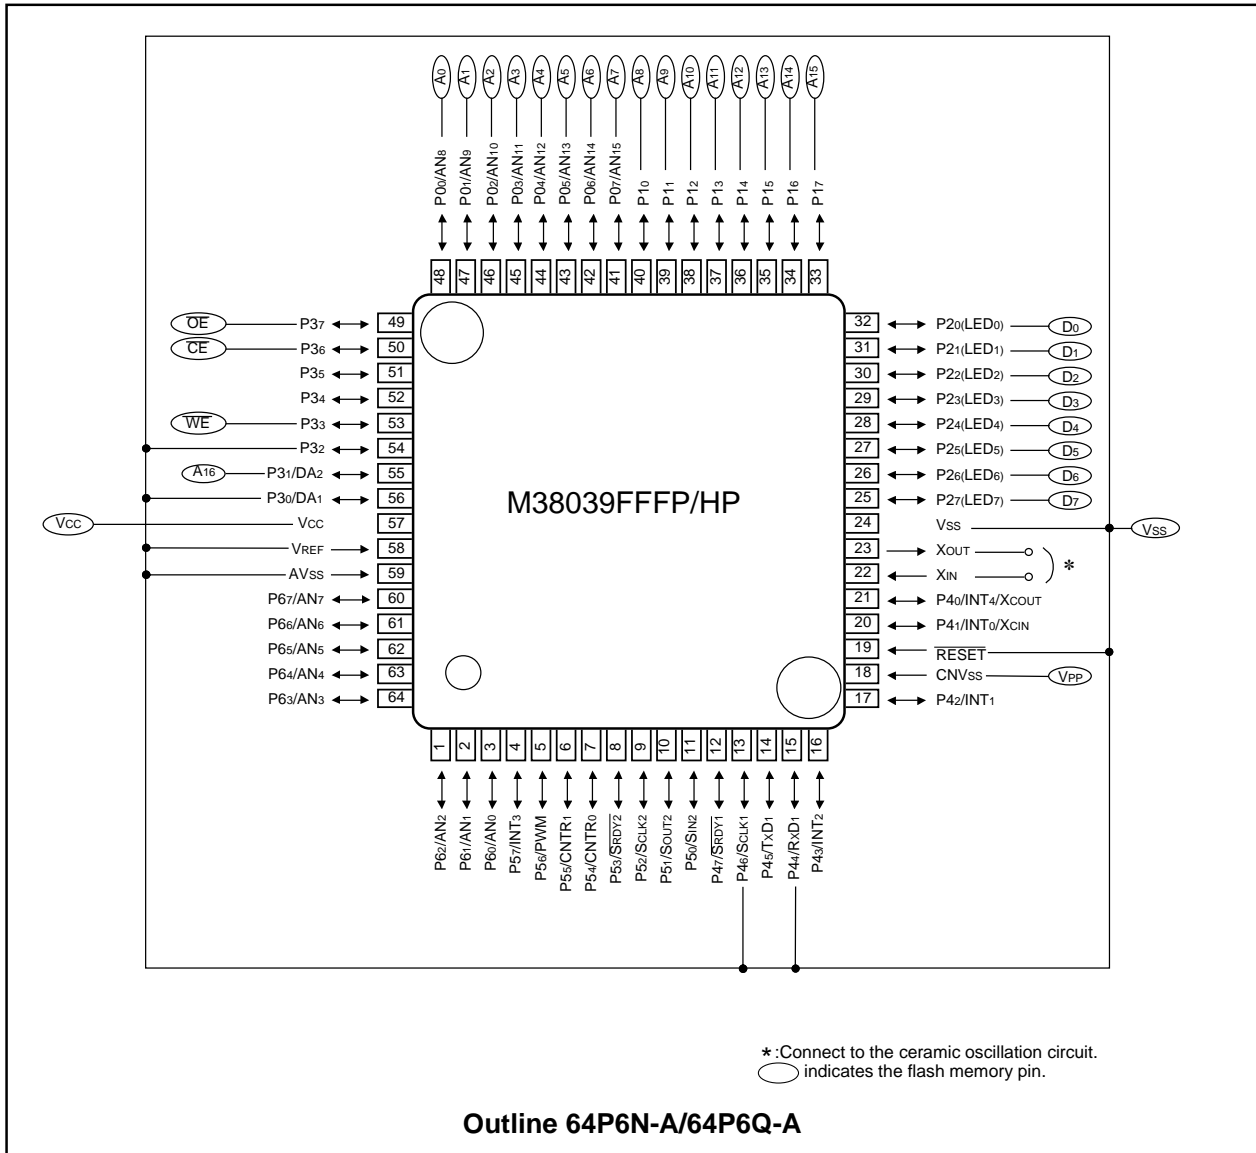 A0 A1 A2 A3 A4 A5 A6 A7 A8 A9 A10 A11 A12 A13 A14 A15
P00/AN8 P01/AN9 P02/AN10 P03/AN11 P04/AN12 P05/AN13 P06/AN14 P07/AN15 P10 P11 P12 P13 P14 P15 P16 P17
48 47 46 45 44 43 42 41 40 39 38 37 36 35 34 33
OE P37 49
CE P36 50
P35 51
P34 52
WE P33 53
P32 54
A16 P31/DA2 55
P30/DA1 56
VCC VCC 57
VREF 58
AVSS 59
P67/AN7 60
P66/AN6 61
P65/AN5 62
P64/AN4 63
P63/AN3 64
M38039FFFP/HP
32 P20(LED0) D0
31 P21(LED1) D1
30 P22(LED2) D2
29 P23(LED3) D3
28 P24(LED4) D4
27 P25(LED5) D5
26 P26(LED6) D6
25 P27(LED7) D7
24 VSS VSS
23 XOUT
22 XIN *
21 P40/INT4/XCOUT
20 P41/INT0/XCIN
19 RESET
18 CNVSS VPP
17 P42/INT1
1 2 3 4 5 6 7 8 9 10 11 12 13 14 15 16
P62/AN2 P61/AN1 P60/AN0 P57/INT3 P56/PWM P55/CNTR1 P54/CNTR0 P53/SRDY2 P52/SCLK2 P51/SOUT2 P50/SIN2 P47/SRDY1 P46/SCLK1 P45/TXD1 P44/RXD1 P43/INT2
*:Connect to the ceramic oscillation circuit.
indicates the flash memory pin.
Outline 64P6N-A/64P6Q-A